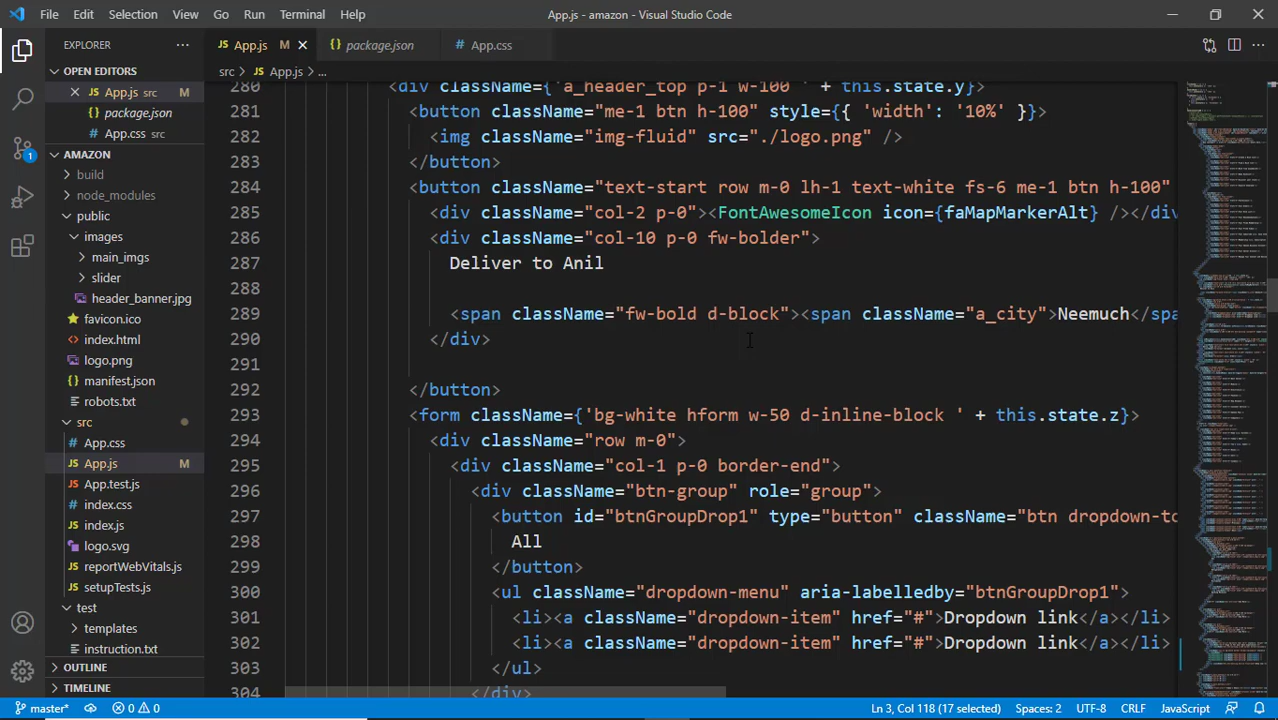 File Edit Selection View Go Run Terminal Help App.js - amazon - Visual Studio Code
EXPLORER ··· JS App.js M × { } package.json # App.css ···
src > JS App.js > ...
OPEN EDITORS
× JS App.js src M
{ } package.json
# App.css src
AMAZON
build
node_modules
public
images
main_imgs
slider
header_banner.jpg
favicon.ico
index.html
logo.png
manifest.json
robots.txt
src
App.css
JS App.js M
JS App.test.js
# index.css
JS index.js
logo.svg
JS reportWebVitals.js
JS setupTests.js
test
templates
instruction.txt
OUTLINE
TIMELINE
280 <div className={'a_header_top p-1 w-100 ' + this.state.y}>
281 <button className="me-1 btn h-100" style={{ 'width': '10%' }}>
282 <img className="img-fluid" src="./logo.png" />
283 </button>
284 <button className="text-start row m-0 lh-1 text-white fs-6 me-1 btn h-100"
285 <div className="col-2 p-0"><FontAwesomeIcon icon={faMapMarkerAlt} /></div
286 <div className="col-10 p-0 fw-bolder">
287 Deliver to Anil
288
289 <span className="fw-bold d-block"><span className="a_city">Neemuch</spa
290 </div>
291
292 </button>
293 <form className={'bg-white hform w-50 d-inline-block ' + this.state.z}>
294 <div className="row m-0">
295 <div className="col-1 p-0 border-end">
296 <div className="btn-group" role="group">
297 <button id="btnGroupDrop1" type="button" className="btn dropdown-to
298 All
299 </button>
300 <ul className="dropdown-menu" aria-labelledby="btnGroupDrop1">
301 <li><a className="dropdown-item" href="#">Dropdown link</a></li>
302 <li><a className="dropdown-item" href="#">Dropdown link</a></li>
303 </ul>
304 </div>
1
master* 0 0 Ln 3, Col 118 (17 selected) Spaces: 2 UTF-8 CRLF JavaScript